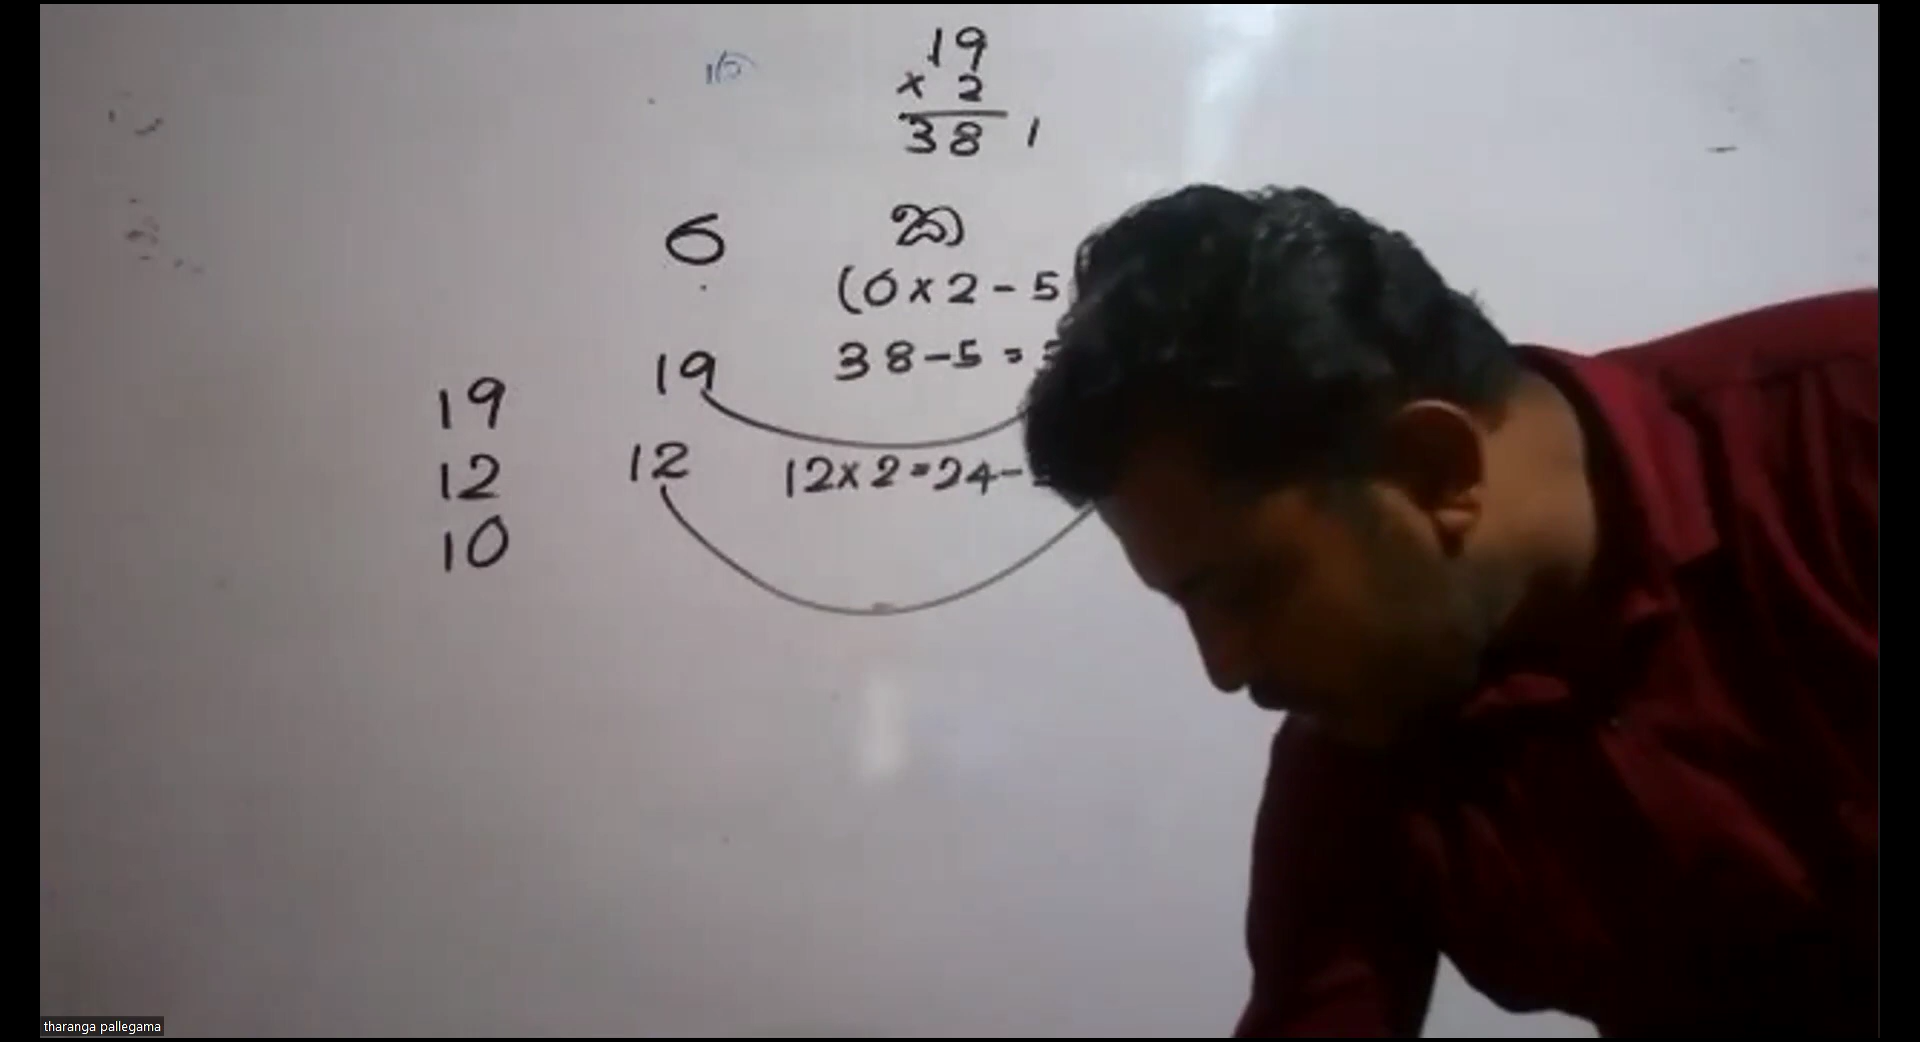 19
× 2
38 1
6 ක
(6 × 2 - 5
19 38 - 5 =
19
12 12 × 2 = 24 -
12
10
tharanga pallegama